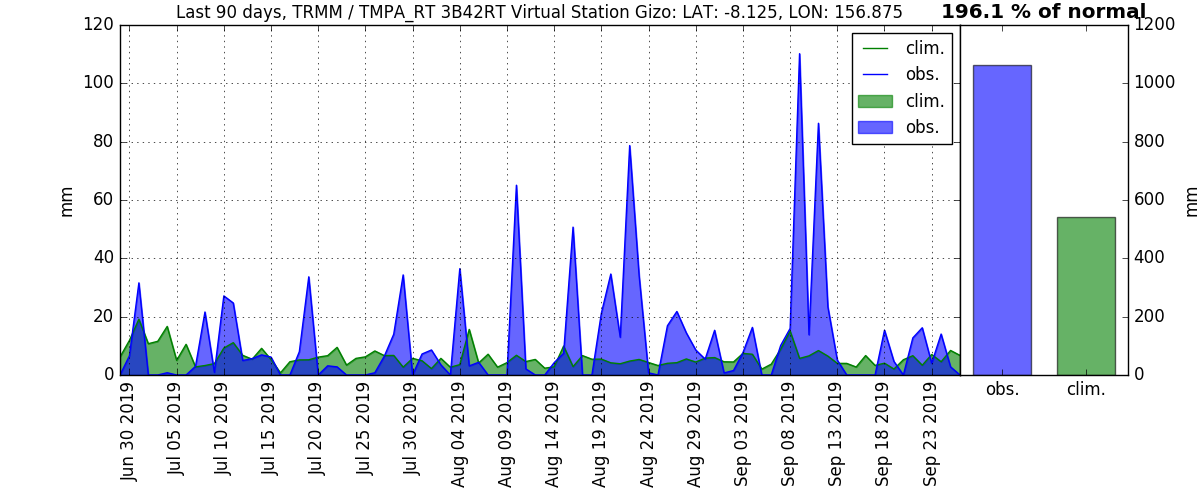 Last 90 days, TRMM / TMPA_RT 3B42RT Virtual Station Gizo: LAT: -8.125, LON: 156.875
196.1 % of normal
120
100
80
60
40
20
0
mm
clim.
obs.
clim.
obs.
Jun 30 2019
Jul 05 2019
Jul 10 2019
Jul 15 2019
Jul 20 2019
Jul 25 2019
Jul 30 2019
Aug 04 2019
Aug 09 2019
Aug 14 2019
Aug 19 2019
Aug 24 2019
Aug 29 2019
Sep 03 2019
Sep 08 2019
Sep 13 2019
Sep 18 2019
Sep 23 2019
1200
1000
800
600
400
200
0
mm
obs.
clim.